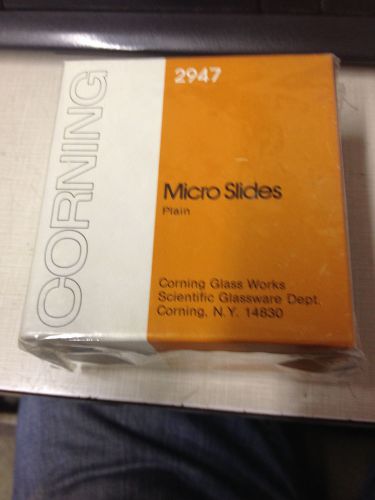 CORNING
2947
Micro Slides
Plain
Corning Glass Works
Scientific Glassware Dept.
Corning, N.Y. 14830